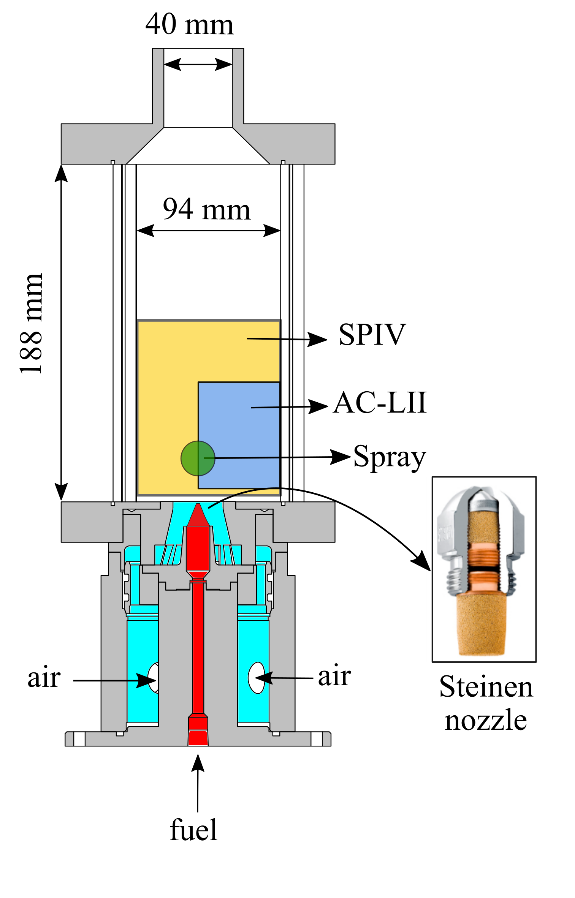 40 mm
94 mm
188 mm
SPIV
AC-LII
Spray
air
air
Steinen
nozzle
fuel